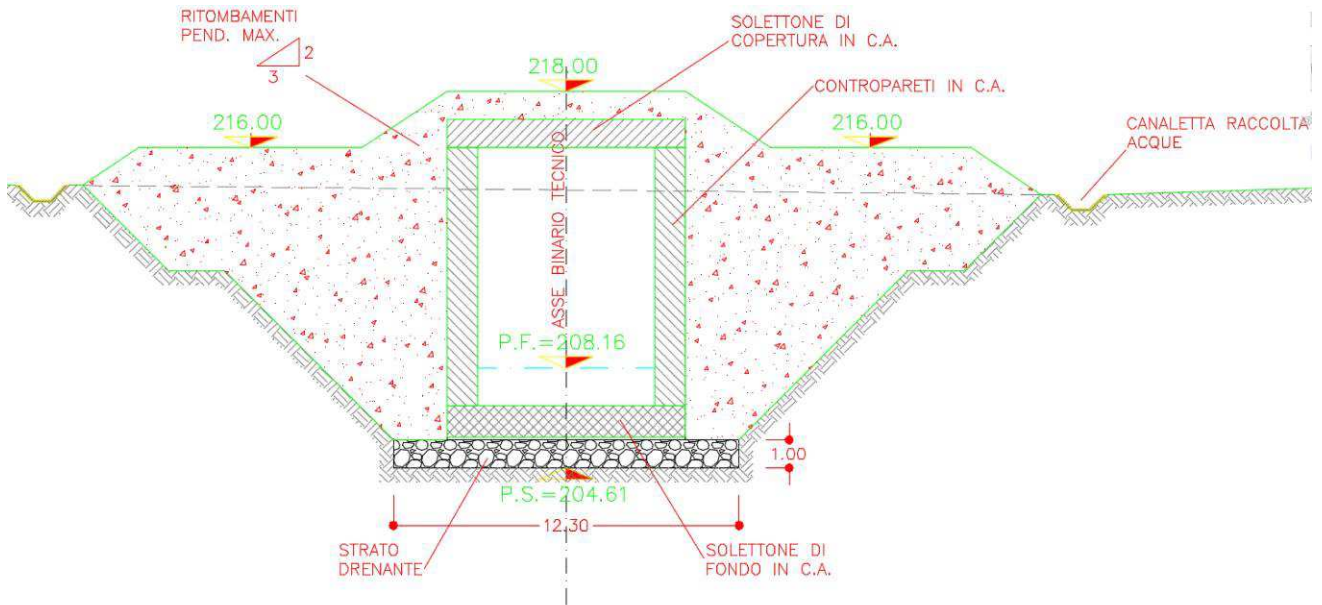 RITOMBAMENTI
PEND. MAX.
2
3
SOLETTONE DI
COPERTURA IN C.A.
218.00
CONTROPARETI IN C.A.
216.00
216.00
CANALETTA RACCOLTA
ACQUE
ASSE BINARIO TECNICO
P.F.=208.16
1.00
P.S.=204.61
12.30
STRATO
DRENANTE
SOLETTONE DI
FONDO IN C.A.